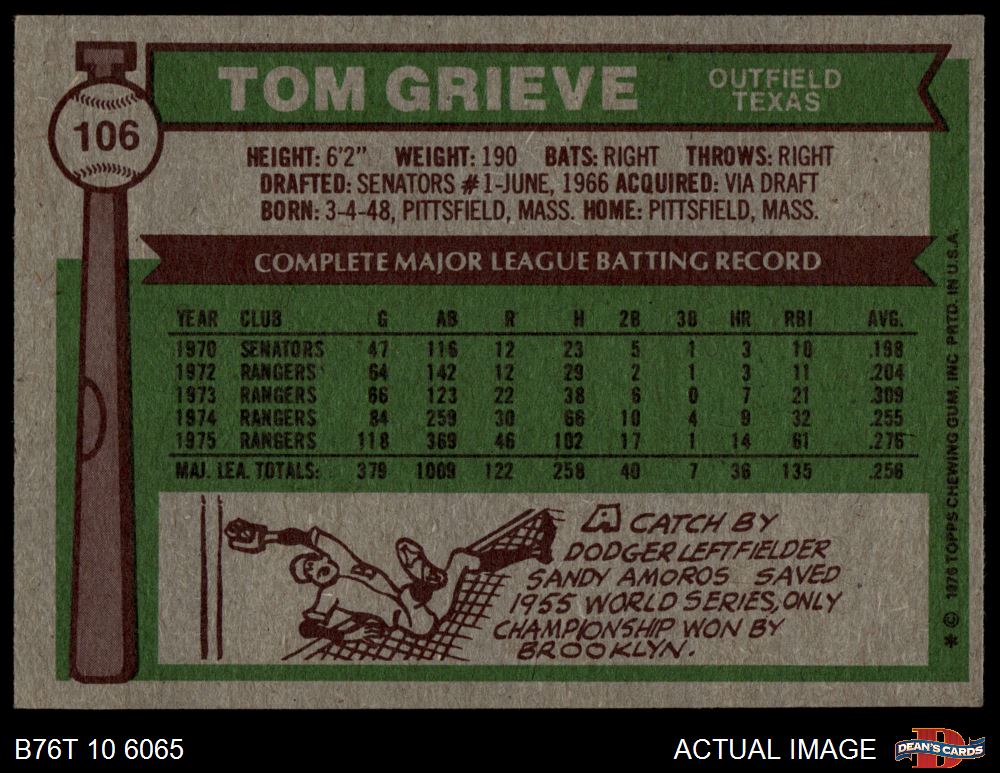 106
TOM GRIEVE
OUTFIELD
TEXAS
HEIGHT: 6'2" WEIGHT: 190 BATS: RIGHT THROWS: RIGHT
DRAFTED: SENATORS #1-JUNE, 1966 ACQUIRED: VIA DRAFT
BORN: 3-4-48, PITTSFIELD, MASS. HOME: PITTSFIELD, MASS.
COMPLETE MAJOR LEAGUE BATTING RECORD
YEAR CLUB G AB R H 2B 3B HR RBI AVG.
1970 SENATORS 47 116 12 23 5 1 3 10 .198
1972 RANGERS 64 142 12 29 2 1 3 11 .204
1973 RANGERS 66 123 22 38 6 0 7 21 .309
1974 RANGERS 84 259 30 66 10 4 9 32 .255
1975 RANGERS 118 369 46 102 17 1 14 61 .276
MAJ. LEA. TOTALS: 379 1009 122 258 40 7 36 135 .256
A CATCH BY
DODGER LEFTFIELDER
SANDY AMOROS SAVED
1955 WORLD SERIES, ONLY
CHAMPIONSHIP WON BY
BROOKLYN.
* © 1976 TOPPS CHEWING GUM, INC PRTD. IN U.S.A.
B76T 10 6065
ACTUAL IMAGE
DEAN'S CARDS